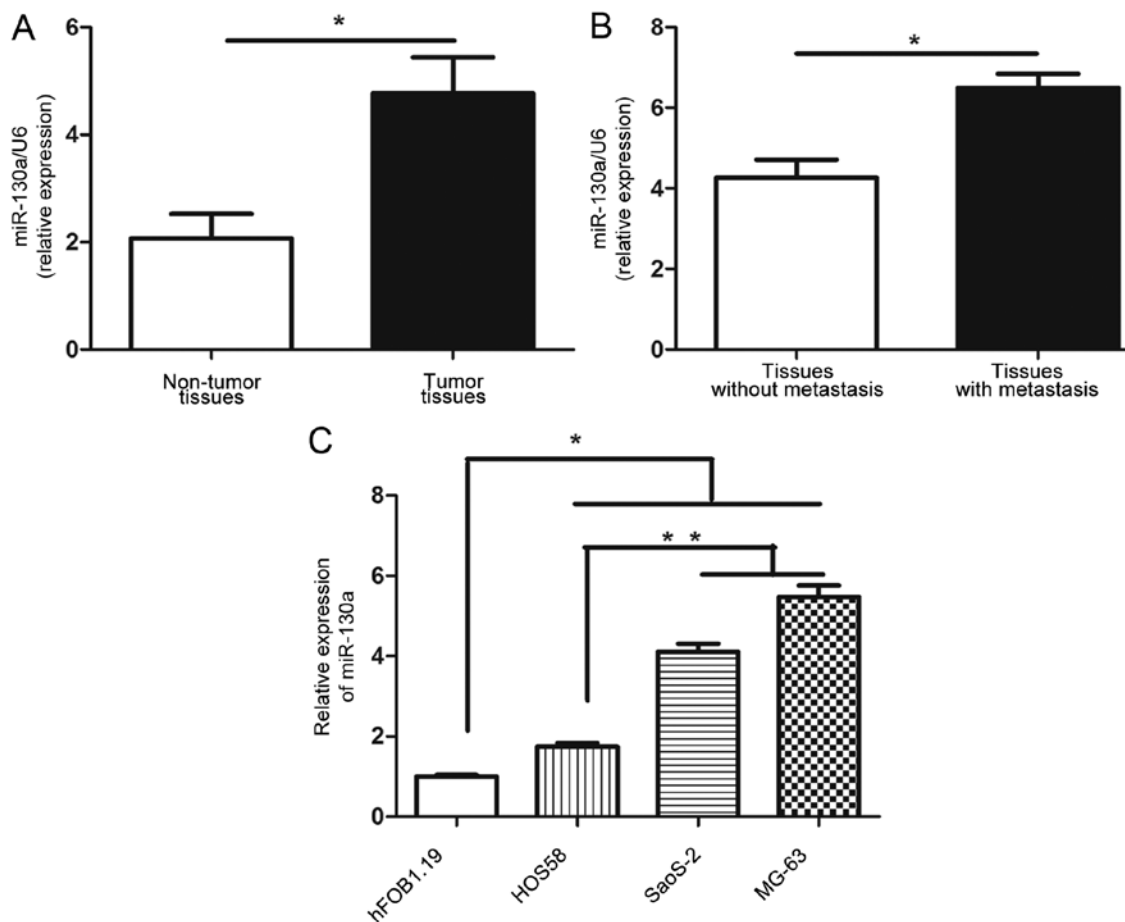 A
miR-130a/U6
(relative expression)
6
4
2
0
*
Non-tumor
tissues
Tumor
tissues
B
miR-130a/U6
(relative expression)
8
6
4
2
0
*
Tissues
without metastasis
Tissues
with metastasis
C
Relative expression
of miR-130a
8
6
4
2
0
*
* *
hFOB1.19
HOS58
SaoS-2
MG-63